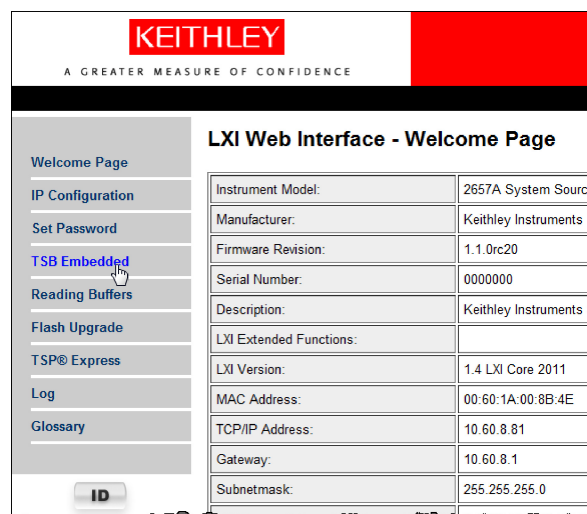 KEITHLEY
A GREATER MEASURE OF CONFIDENCE
LXI Web Interface - Welcome Page
Welcome Page
IP Configuration
Set Password
TSB Embedded
Reading Buffers
Flash Upgrade
TSP® Express
Log
Glossary
ID
Instrument Model: 2657A System Sourc
Manufacturer: Keithley Instruments
Firmware Revision: 1.1.0rc20
Serial Number: 0000000
Description: Keithley Instruments
LXI Extended Functions:
LXI Version: 1.4 LXI Core 2011
MAC Address: 00:60:1A:00:8B:4E
TCP/IP Address: 10.60.8.81
Gateway: 10.60.8.1
Subnetmask: 255.255.255.0